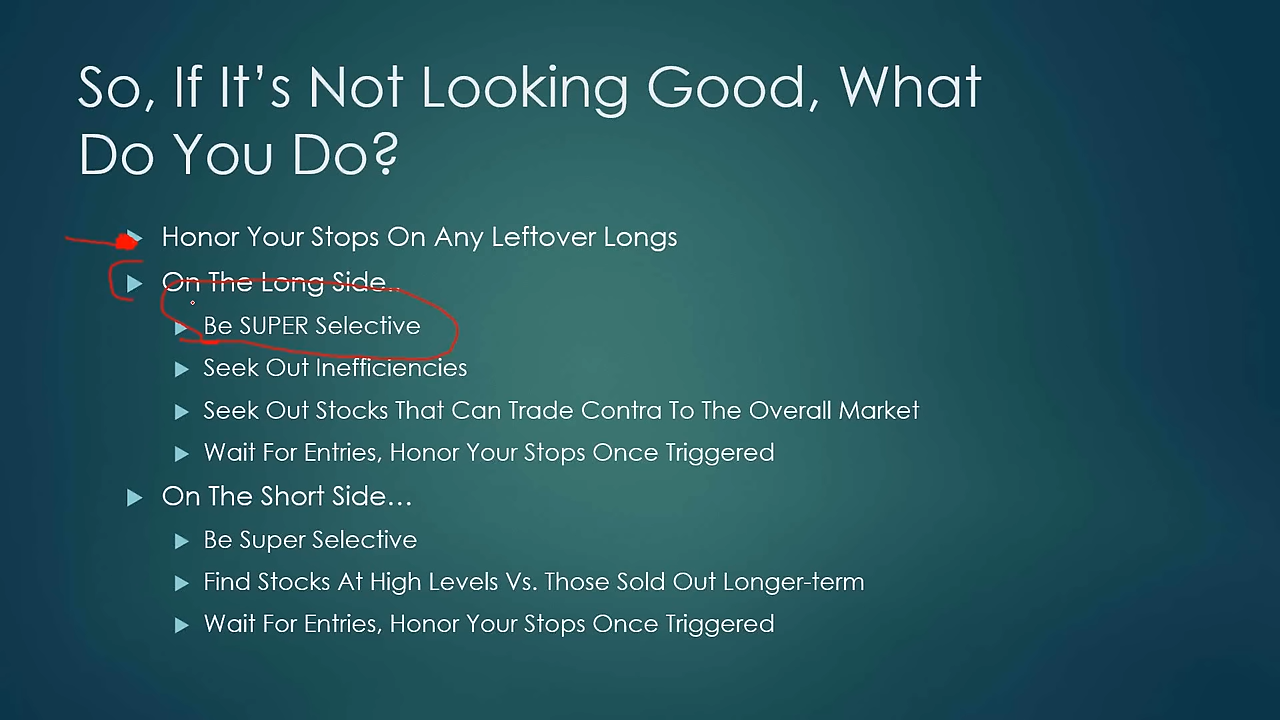 So, If It's Not Looking Good, What
Do You Do?
Honor Your Stops On Any Leftover Longs
On The Long Side..
Be SUPER Selective
Seek Out Inefficiencies
Seek Out Stocks That Can Trade Contra To The Overall Market
Wait For Entries, Honor Your Stops Once Triggered
On The Short Side…
Be Super Selective
Find Stocks At High Levels Vs. Those Sold Out Longer-term
Wait For Entries, Honor Your Stops Once Triggered